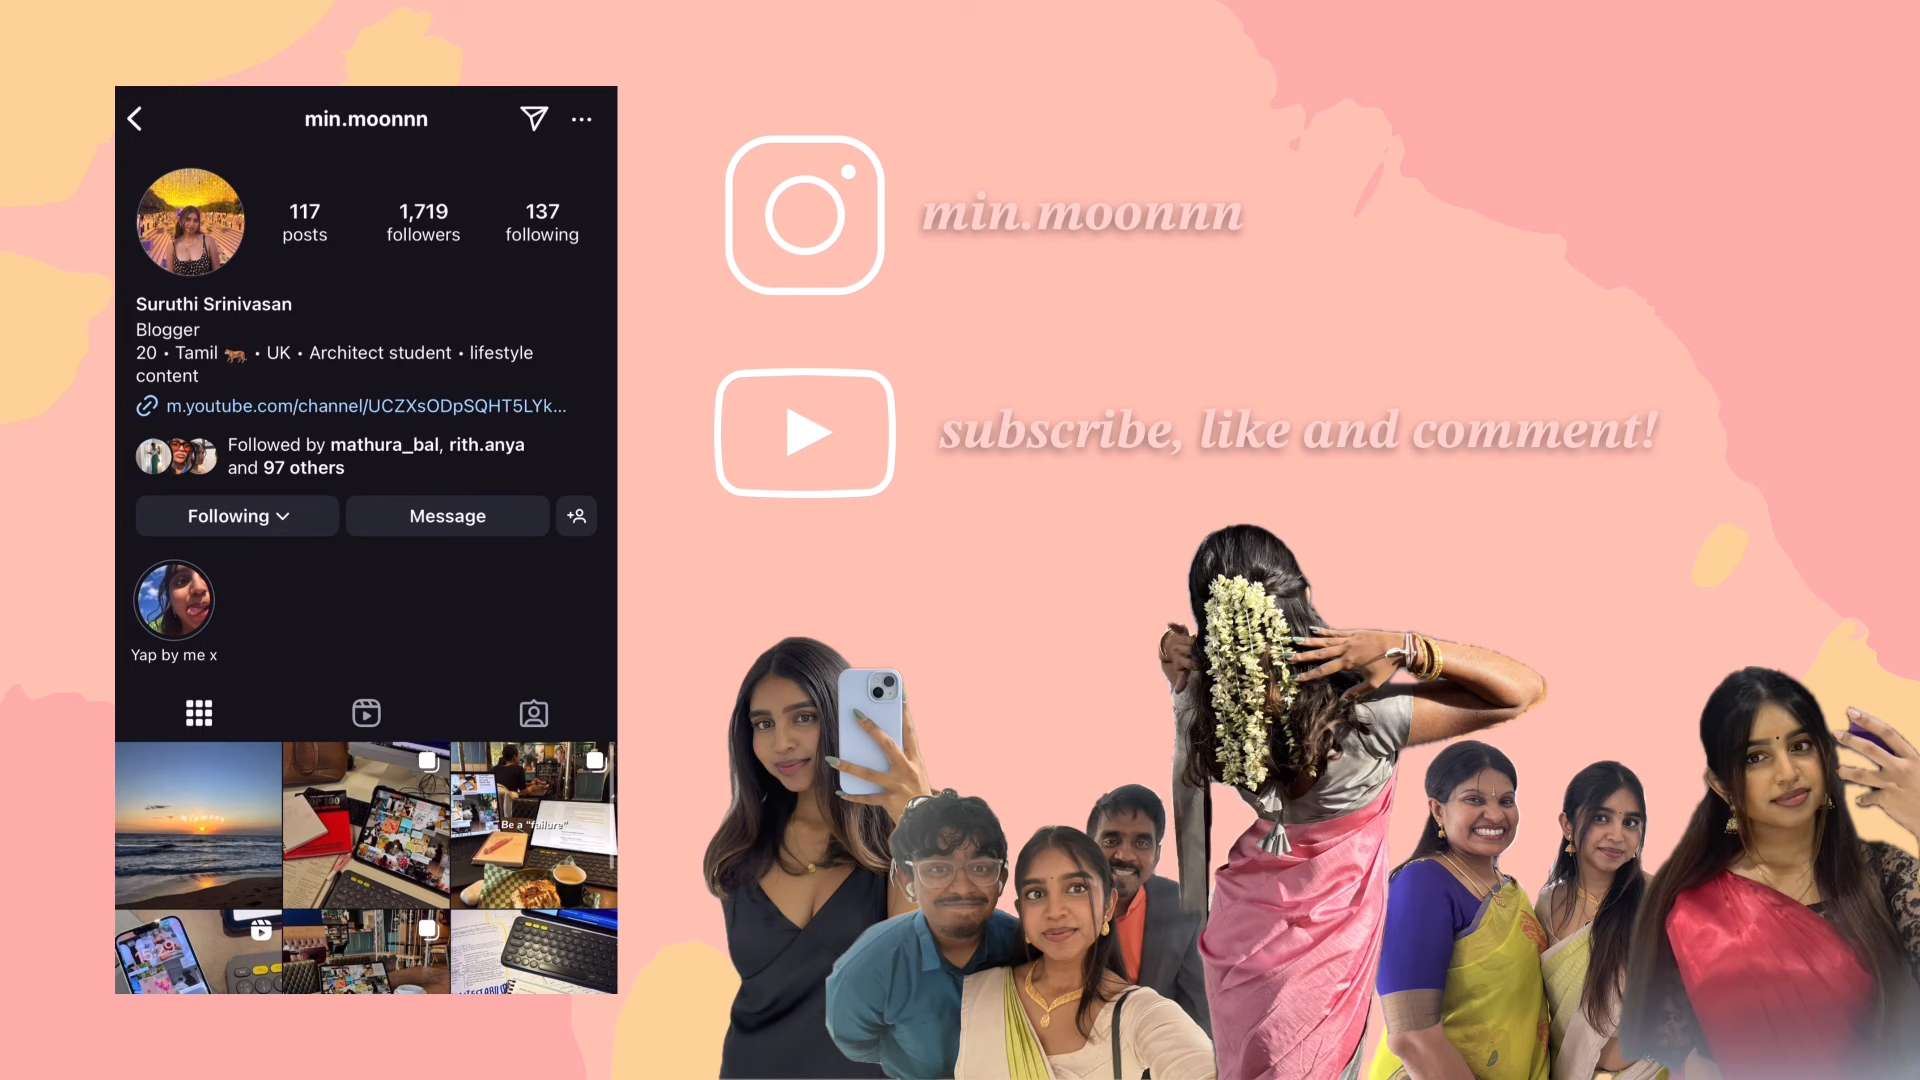 min.moonnn
117 1,719 137
posts followers following
Suruthi Srinivasan
Blogger
20 • Tamil 🐅 • UK • Architect student • lifestyle
content
m.youtube.com/channel/UCZXsODpSQHT5LYk...
Followed by mathura_bal, rith.anya
and 97 others
Following Message
Yap by me x
Be a "failure"
min.moonnn
subscribe, like and comment!